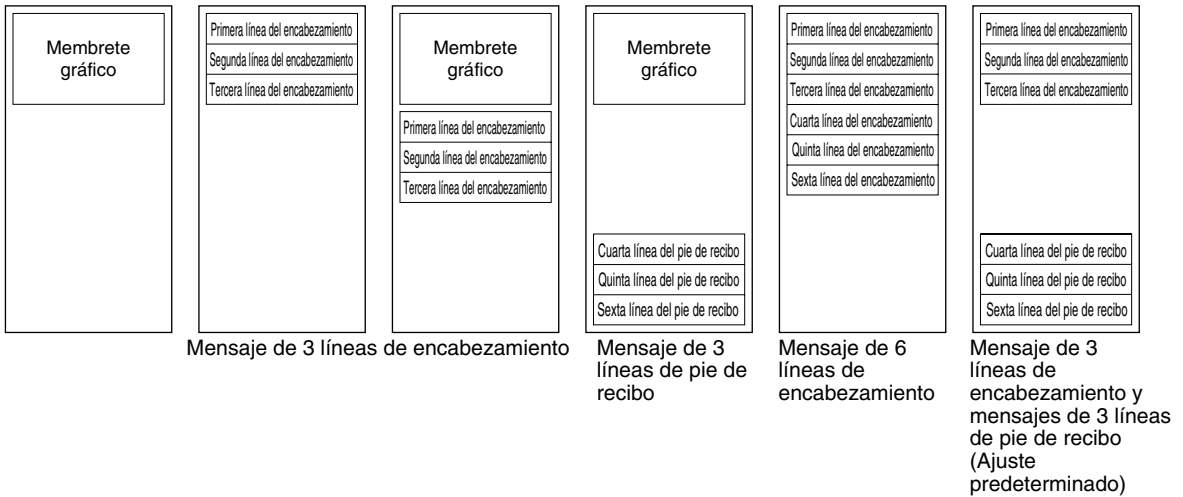 Membrete
gráfico
Primera línea del encabezamiento
Segunda línea del encabezamiento
Tercera línea del encabezamiento
Membrete
gráfico
Primera línea del encabezamiento
Segunda línea del encabezamiento
Tercera línea del encabezamiento
Mensaje de 3 líneas de encabezamiento
Membrete
gráfico
Cuarta línea del pie de recibo
Quinta línea del pie de recibo
Sexta línea del pie de recibo
Mensaje de 3
líneas de pie de
recibo
Primera línea del encabezamiento
Segunda línea del encabezamiento
Tercera línea del encabezamiento
Cuarta línea del encabezamiento
Quinta línea del encabezamiento
Sexta línea del encabezamiento
Mensaje de 6
líneas de
encabezamiento
Primera línea del encabezamiento
Segunda línea del encabezamiento
Tercera línea del encabezamiento
Cuarta línea del pie de recibo
Quinta línea del pie de recibo
Sexta línea del pie de recibo
Mensaje de 3
líneas de
encabezamiento y
mensajes de 3 líneas
de pie de recibo
(Ajuste
predeterminado)